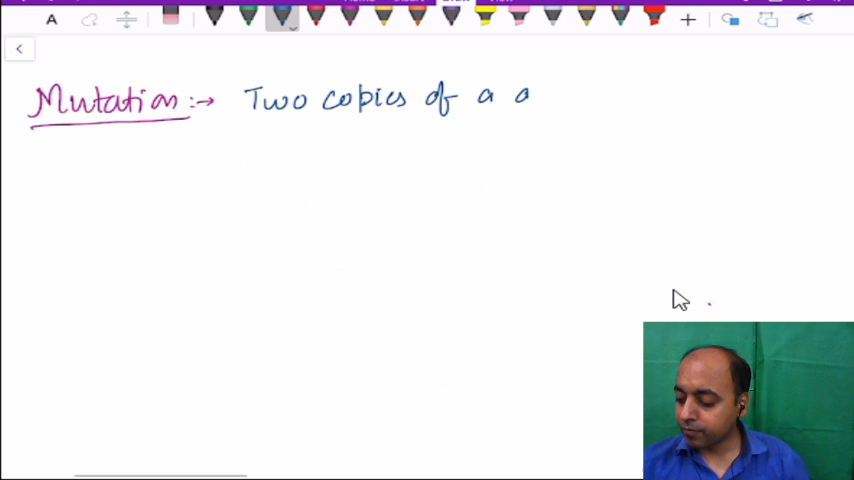 Mutation :→ Two copies of a a